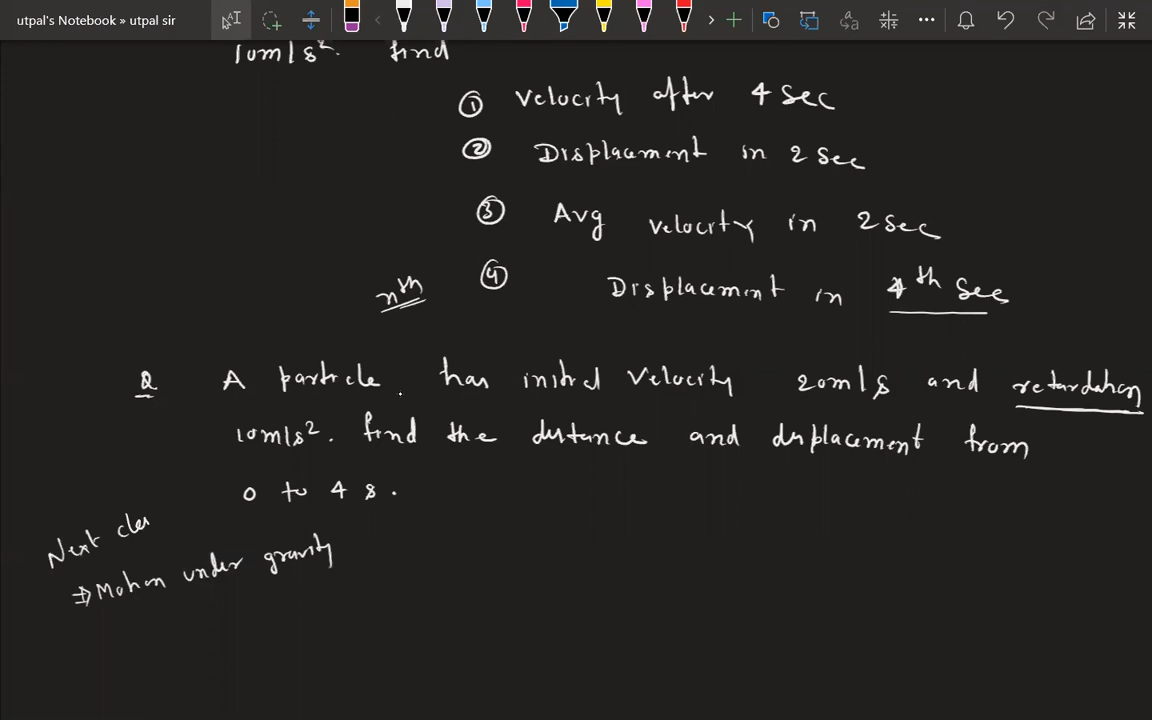 utpal's Notebook » utpal sir
10m/s². find
① Velocity after 4 Sec
② Displacement in 2 Sec
③ Avg velocity in 2 Sec
nth ④ Displacement in 4th Sec
Q A particle has initial velocity 20m/s and retardation
10m/s². find the distance and displacement from
0 to 4 s.
Next clas
⇒ Motion under gravity